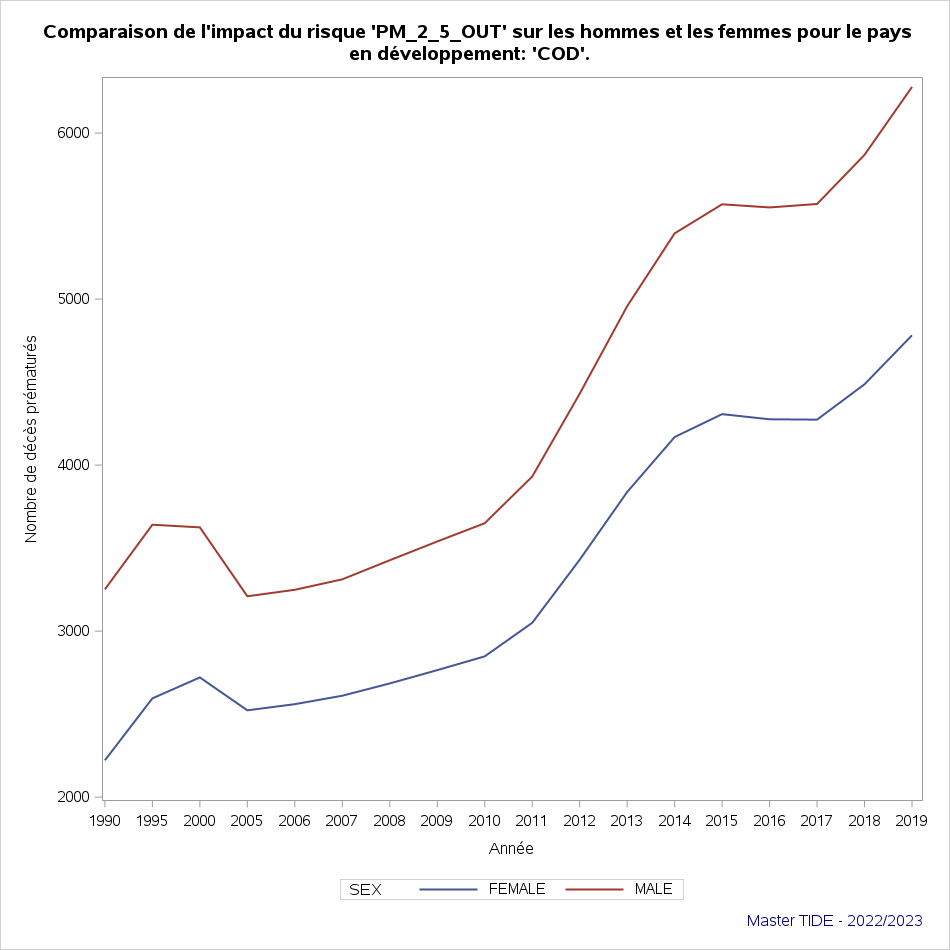 Comparaison de l'impact du risque 'PM_2_5_OUT' sur les hommes et les femmes pour le pays
en développement: 'COD'.
Nombre de décès prématurés
6000
5000
4000
3000
2000
1990 1995 2000 2005 2006 2007 2008 2009 2010 2011 2012 2013 2014 2015 2016 2017 2018 2019
Année
SEX FEMALE MALE
Master TIDE - 2022/2023